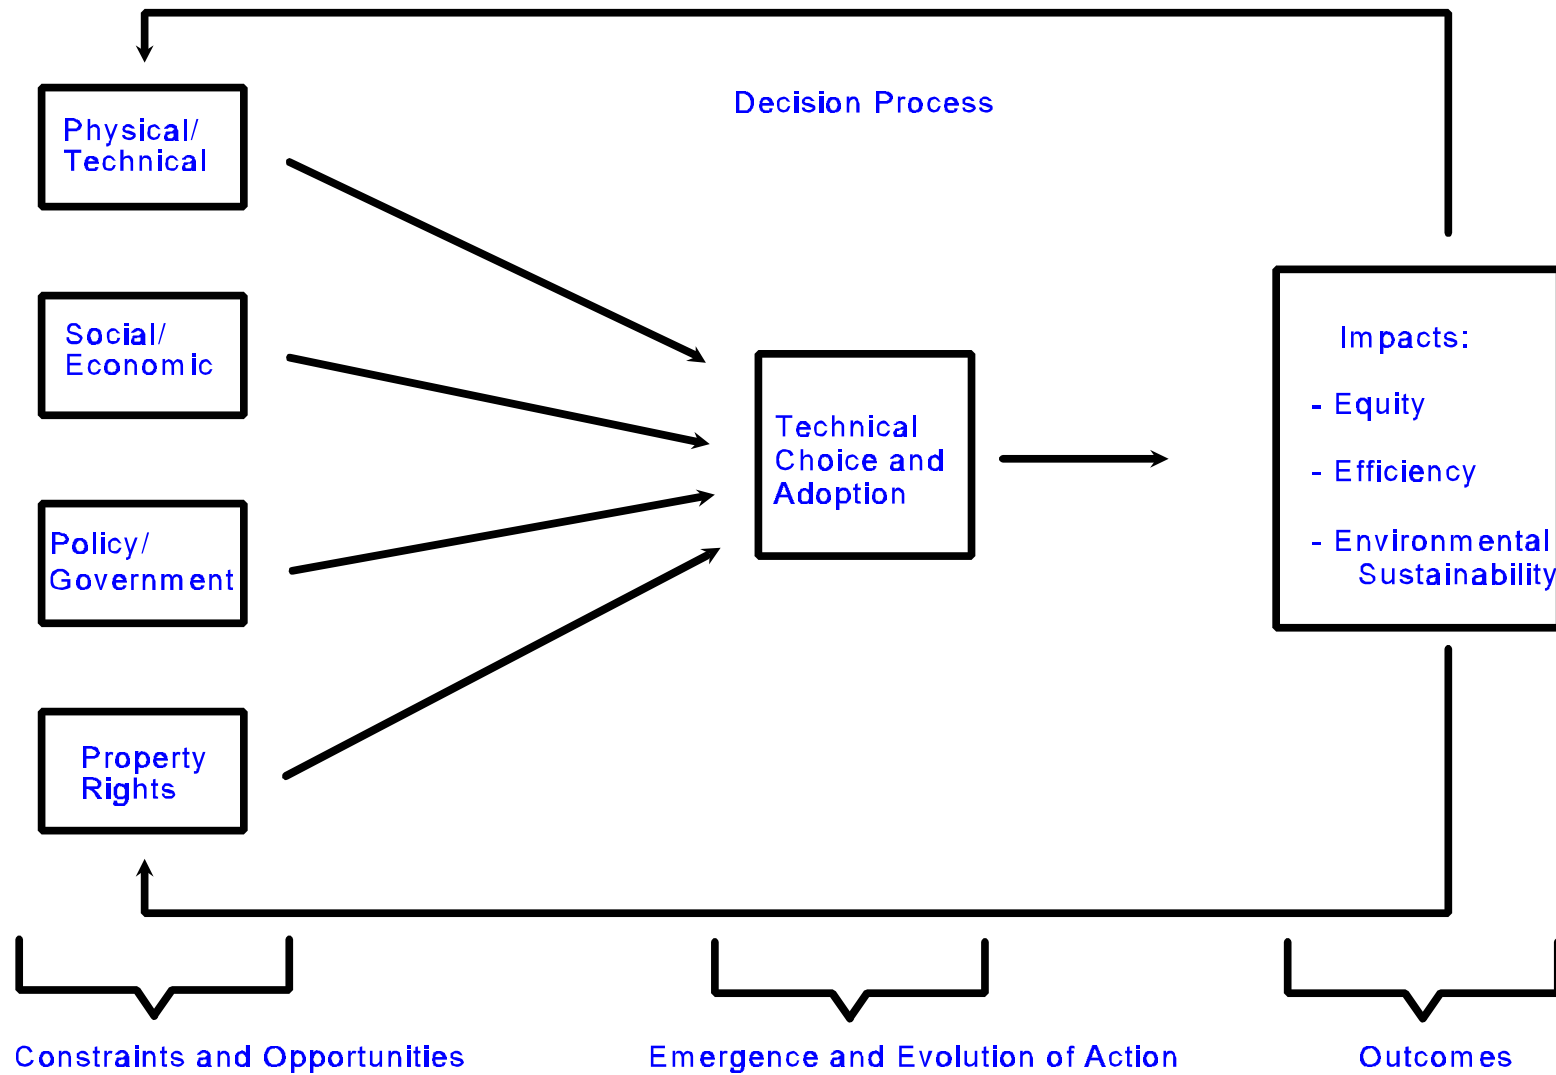 Decision Process
Physical/
Technical
Social/
Economic
Policy/
Government
Property
Rights
Technical
Choice and
Adoption
Impacts:
- Equity
- Efficiency
- Environmental
Sustainability
Constraints and Opportunities
Emergence and Evolution of Action
Outcomes